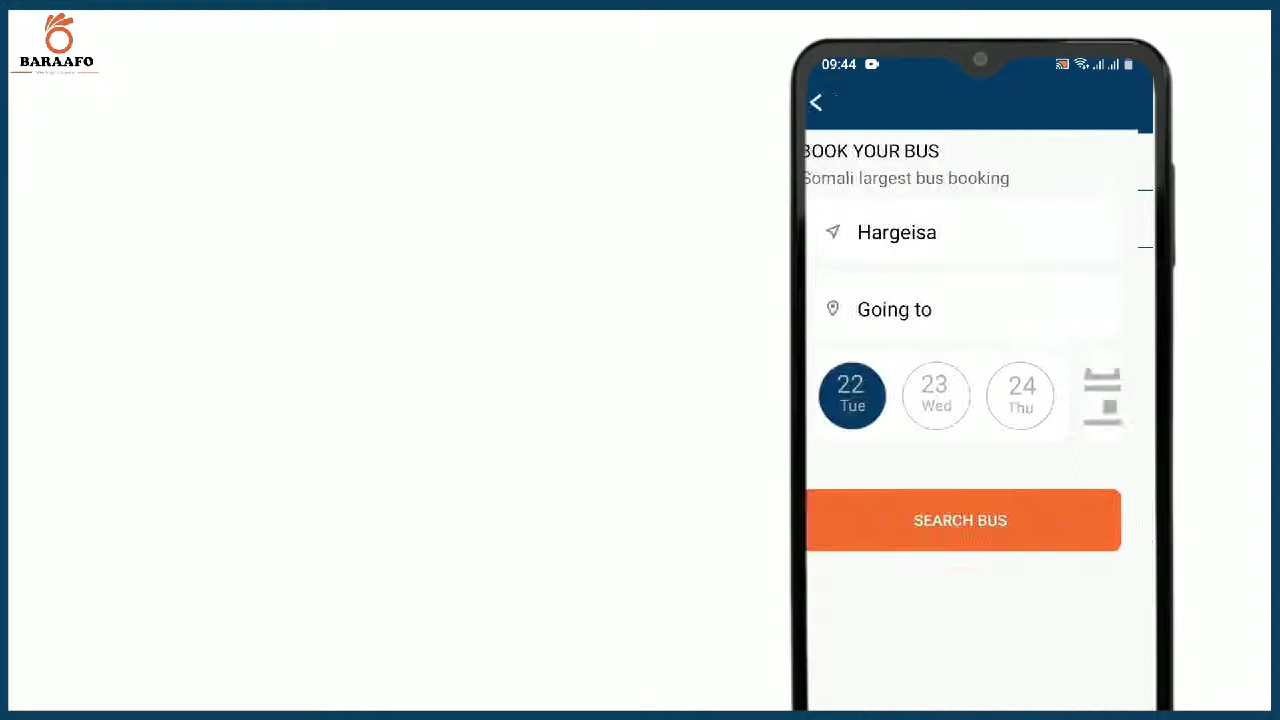 BARAAFO
09:44
BOOK YOUR BUS
Somali largest bus booking
Hargeisa
Going to
22 23 24
Tue Wed Thu
SEARCH BUS